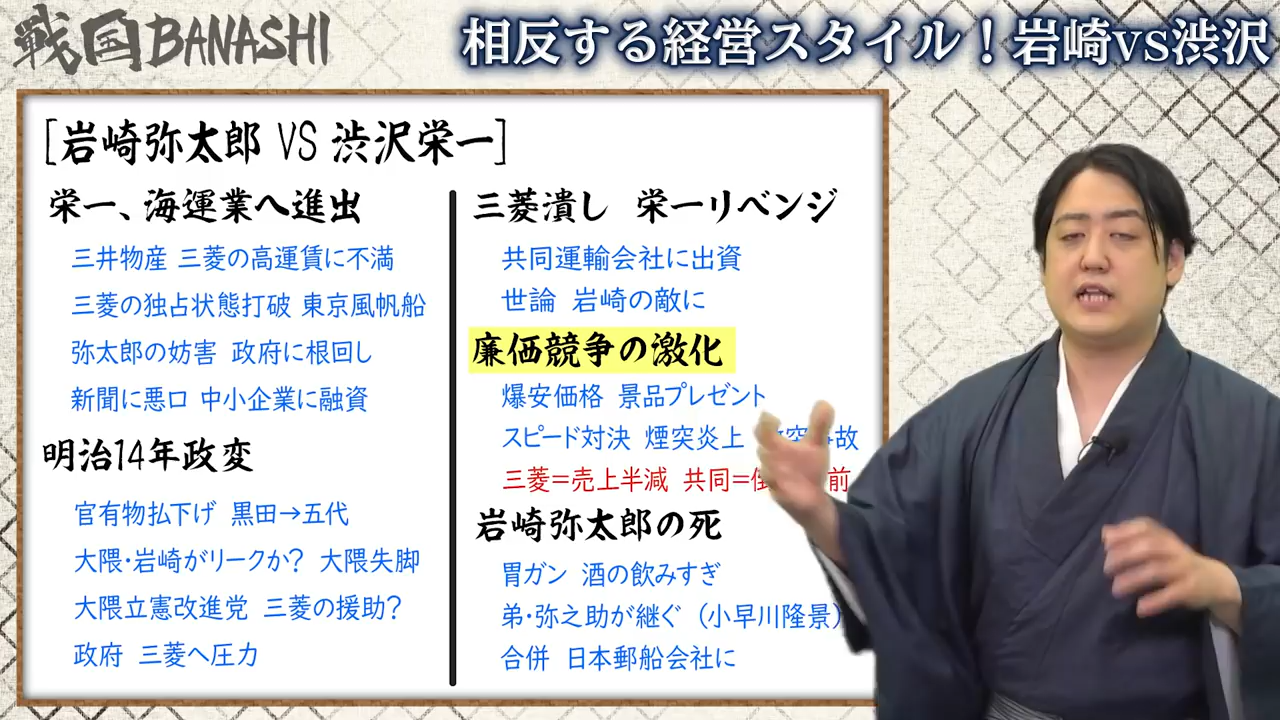 戦国BANASHI
相反する経営スタイル！岩崎vs渋沢
[岩崎弥太郎 VS 渋沢栄一]
栄一、海運業へ進出
三井物産 三菱の高運賃に不満
三菱の独占状態打破 東京風帆船
弥太郎の妨害 政府に根回し
新聞に悪口 中小企業に融資
明治14年政変
官有物払下げ 黒田→五代
大隈・岩崎がリークか? 大隈失脚
大隈立憲改進党 三菱の援助?
政府 三菱へ圧力
三菱潰し 栄一リベンジ
共同運輸会社に出資
世論 岩崎の敵に
廉価競争の激化
爆安価格 景品プレゼント
スピード対決 煙突炎上 事故
三菱=売上半減 共同=倒 前
岩崎弥太郎の死
胃ガン 酒の飲みすぎ
弟・弥之助が継ぐ (小早川隆景)
合併 日本郵船会社に